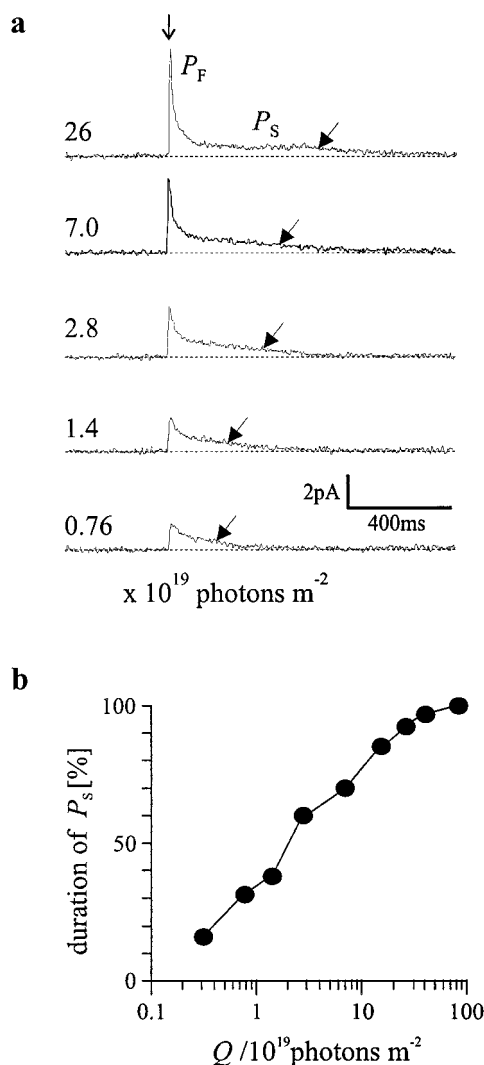 a
P_F
P_S
26
7.0
2.8
1.4
0.76
2pA
400ms
x 10^19 photons m^-2
b
100
50
0
duration of P_s [%]
0.1 1 10 100
Q /10^19 photons m^-2